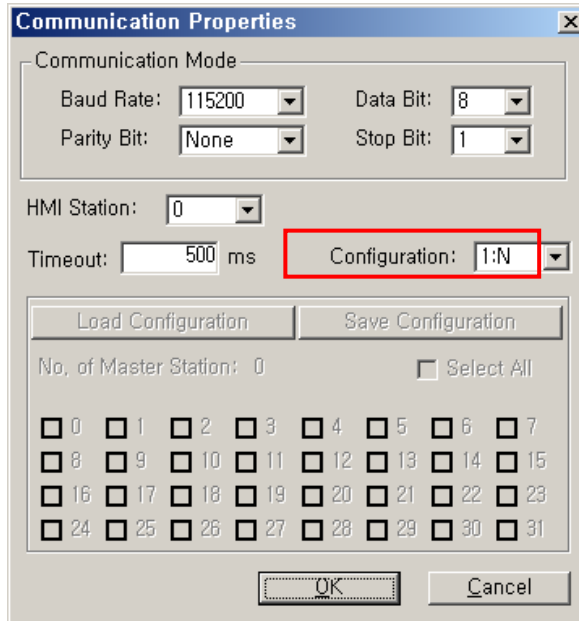 Communication Properties
Communication Mode
Baud Rate: 115200 Data Bit: 8
Parity Bit: None Stop Bit: 1
HMI Station: 0
Timeout: 500 ms Configuration: 1:N
Load Configuration Save Configuration
No, of Master Station: 0 Select All
0 1 2 3 4 5 6 7
8 9 10 11 12 13 14 15
16 17 18 19 20 21 22 23
24 25 26 27 28 29 30 31
OK Cancel